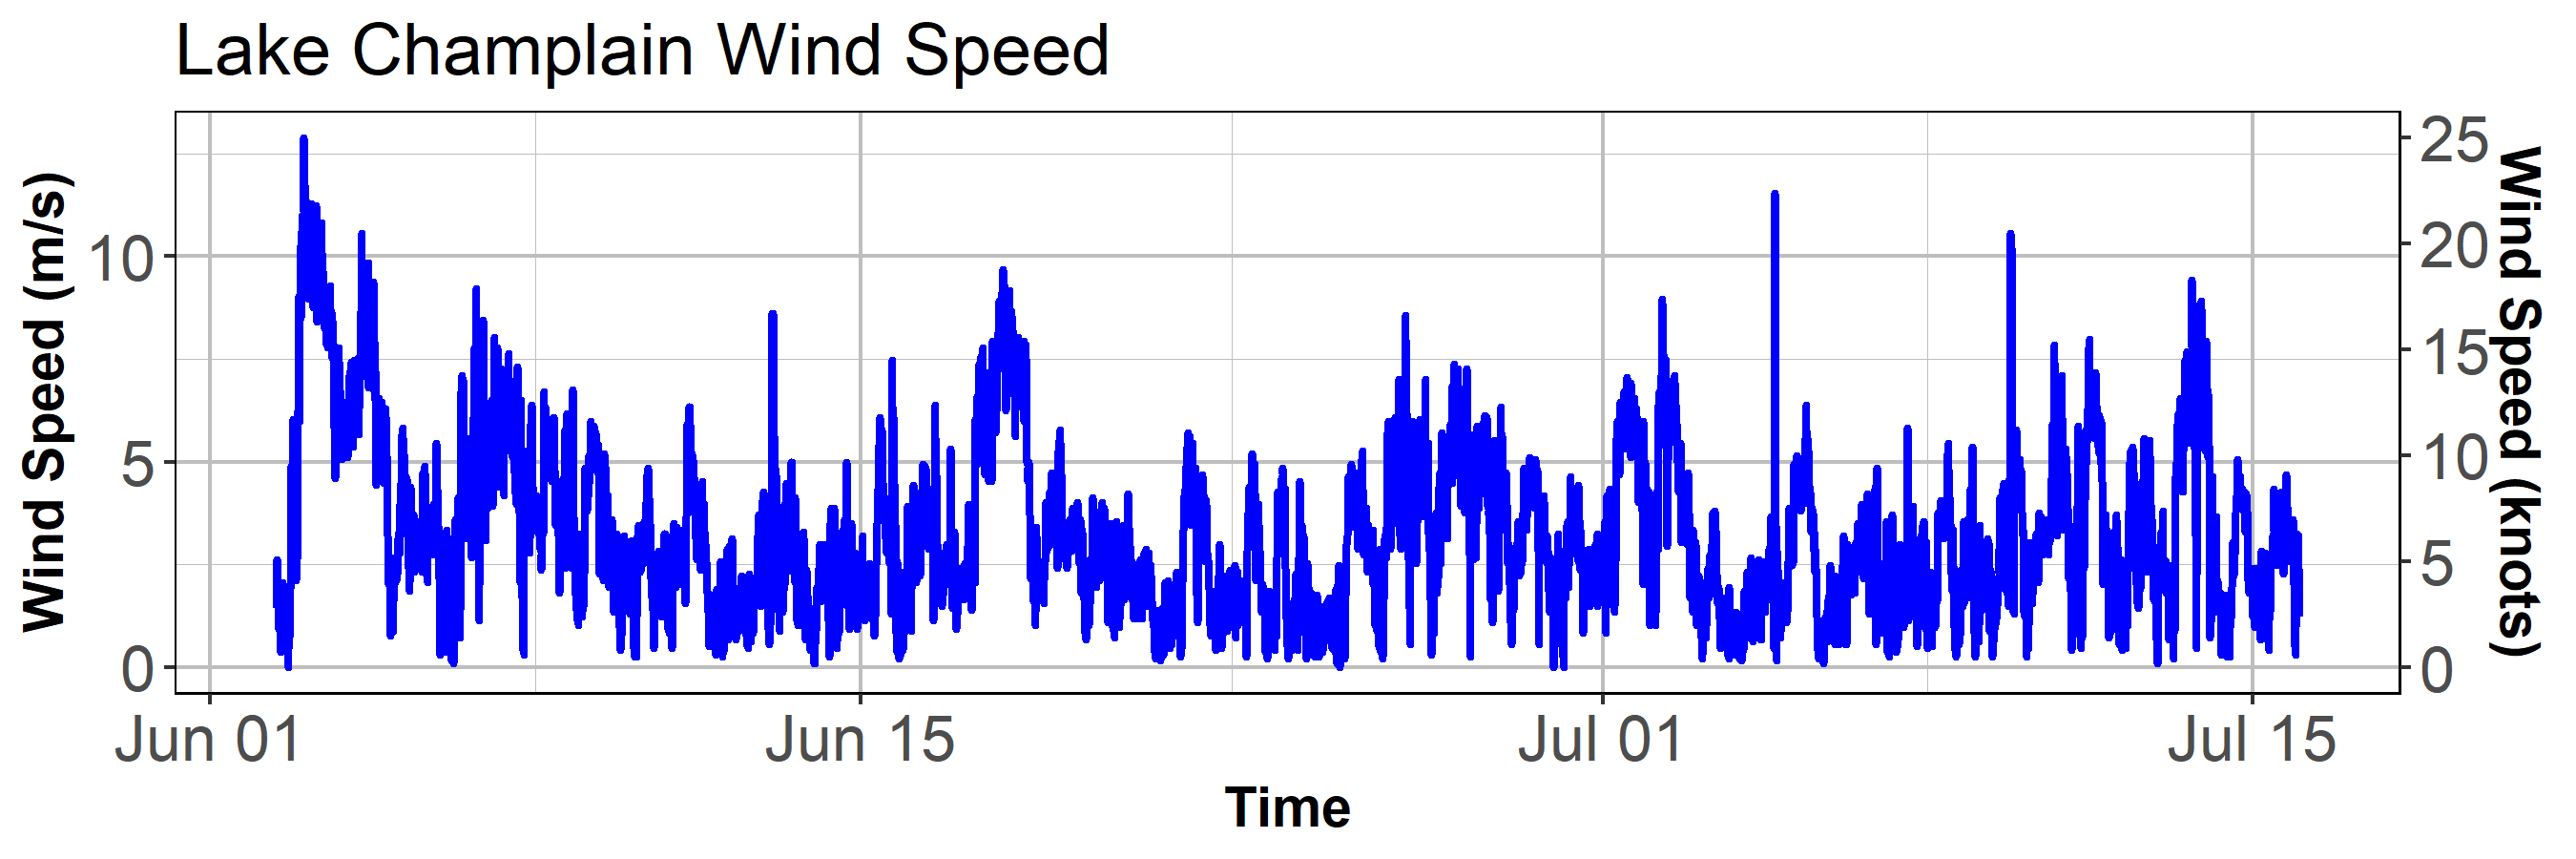 Lake Champlain Wind Speed
Wind Speed (m/s)
10
5
0
25
20
15
10
5
0
Wind Speed (knots)
Jun 01
Jun 15
Jul 01
Jul 15
Time